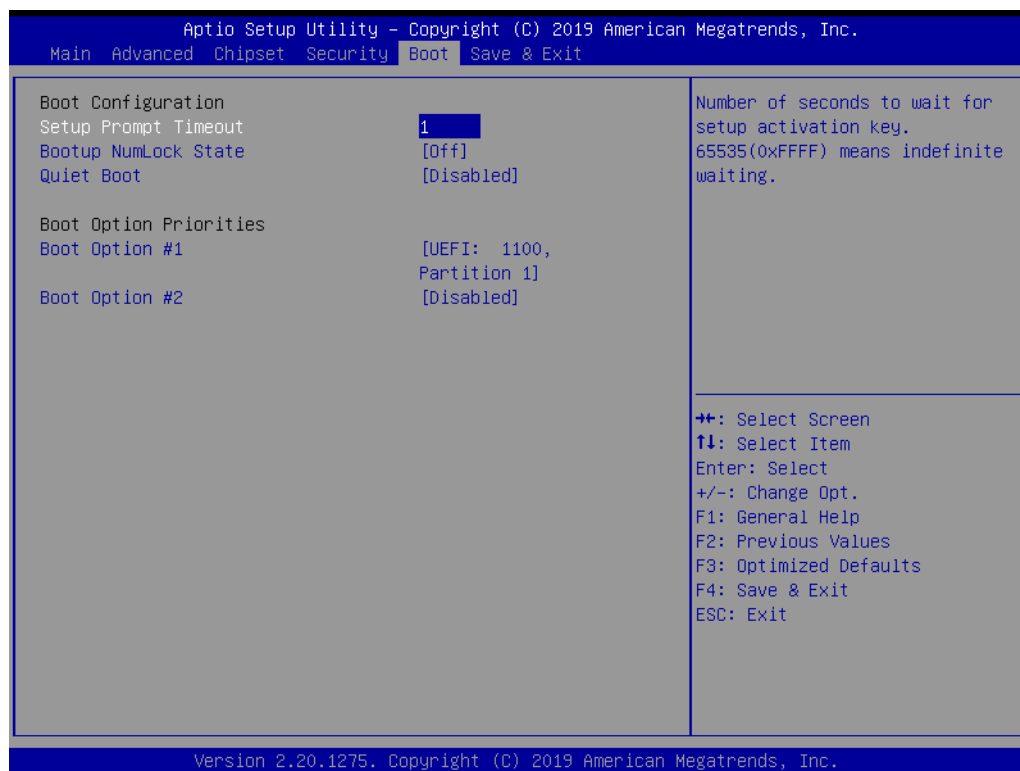 Aptio Setup Utility – Copyright (C) 2019 American Megatrends, Inc.
Main Advanced Chipset Security Boot Save & Exit
Boot Configuration
Setup Prompt Timeout 1
Bootup NumLock State [Off]
Quiet Boot [Disabled]
Boot Option Priorities
Boot Option #1 [UEFI: 1100,
Partition 1]
Boot Option #2 [Disabled]
Number of seconds to wait for
setup activation key.
65535(0xFFFF) means indefinite
waiting.
→←: Select Screen
↑↓: Select Item
Enter: Select
+/-: Change Opt.
F1: General Help
F2: Previous Values
F3: Optimized Defaults
F4: Save & Exit
ESC: Exit
Version 2.20.1275. Copyright (C) 2019 American Megatrends, Inc.